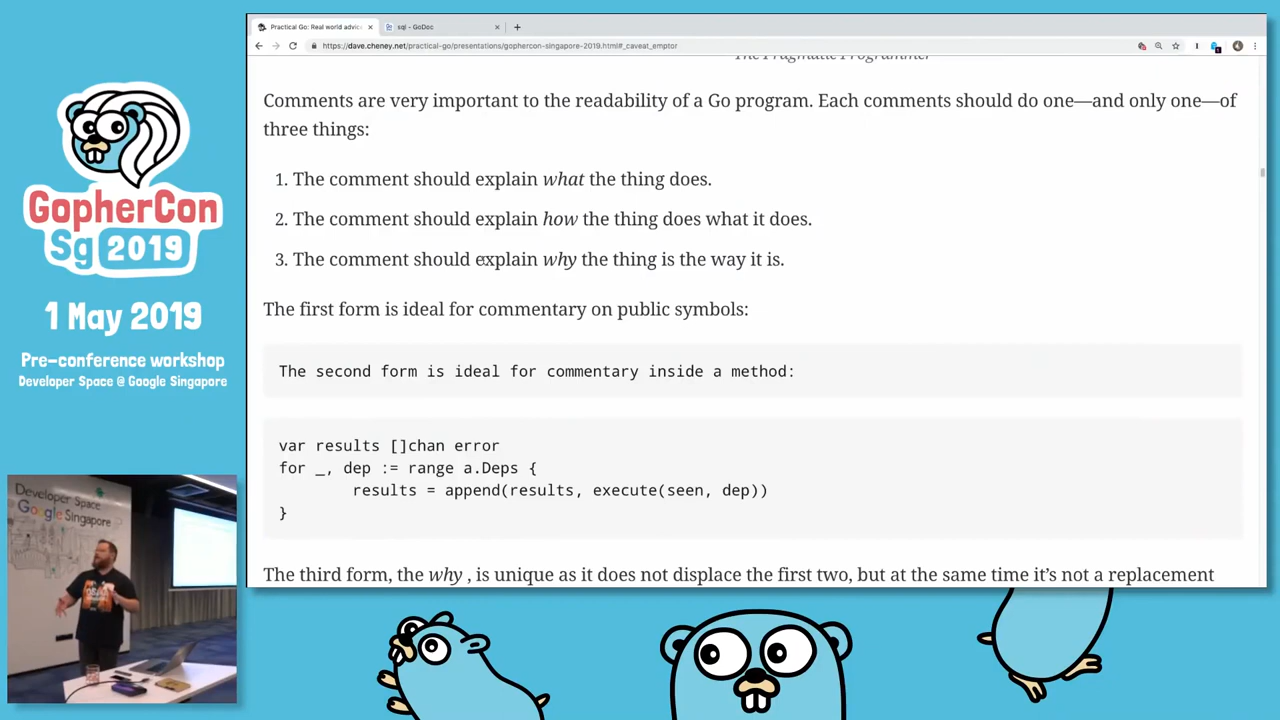 GopherCon
Sg 2019
1 May 2019
Pre-conference workshop
Developer Space @ Google Singapore
Developer Space
Google Singapore
Practical Go: Real world advic
sql - GoDoc
https://dave.cheney.net/practical-go/presentations/gophercon-singapore-2019.html#_caveat_emptor
The Pragmatic Programmer
Comments are very important to the readability of a Go program. Each comments should do one—and only one—of
three things:
1. The comment should explain what the thing does.
2. The comment should explain how the thing does what it does.
3. The comment should explain why the thing is the way it is.
The first form is ideal for commentary on public symbols:
The second form is ideal for commentary inside a method:
var results []chan error
for _, dep := range a.Deps {
results = append(results, execute(seen, dep))
}
The third form, the why , is unique as it does not displace the first two, but at the same time it's not a replacement